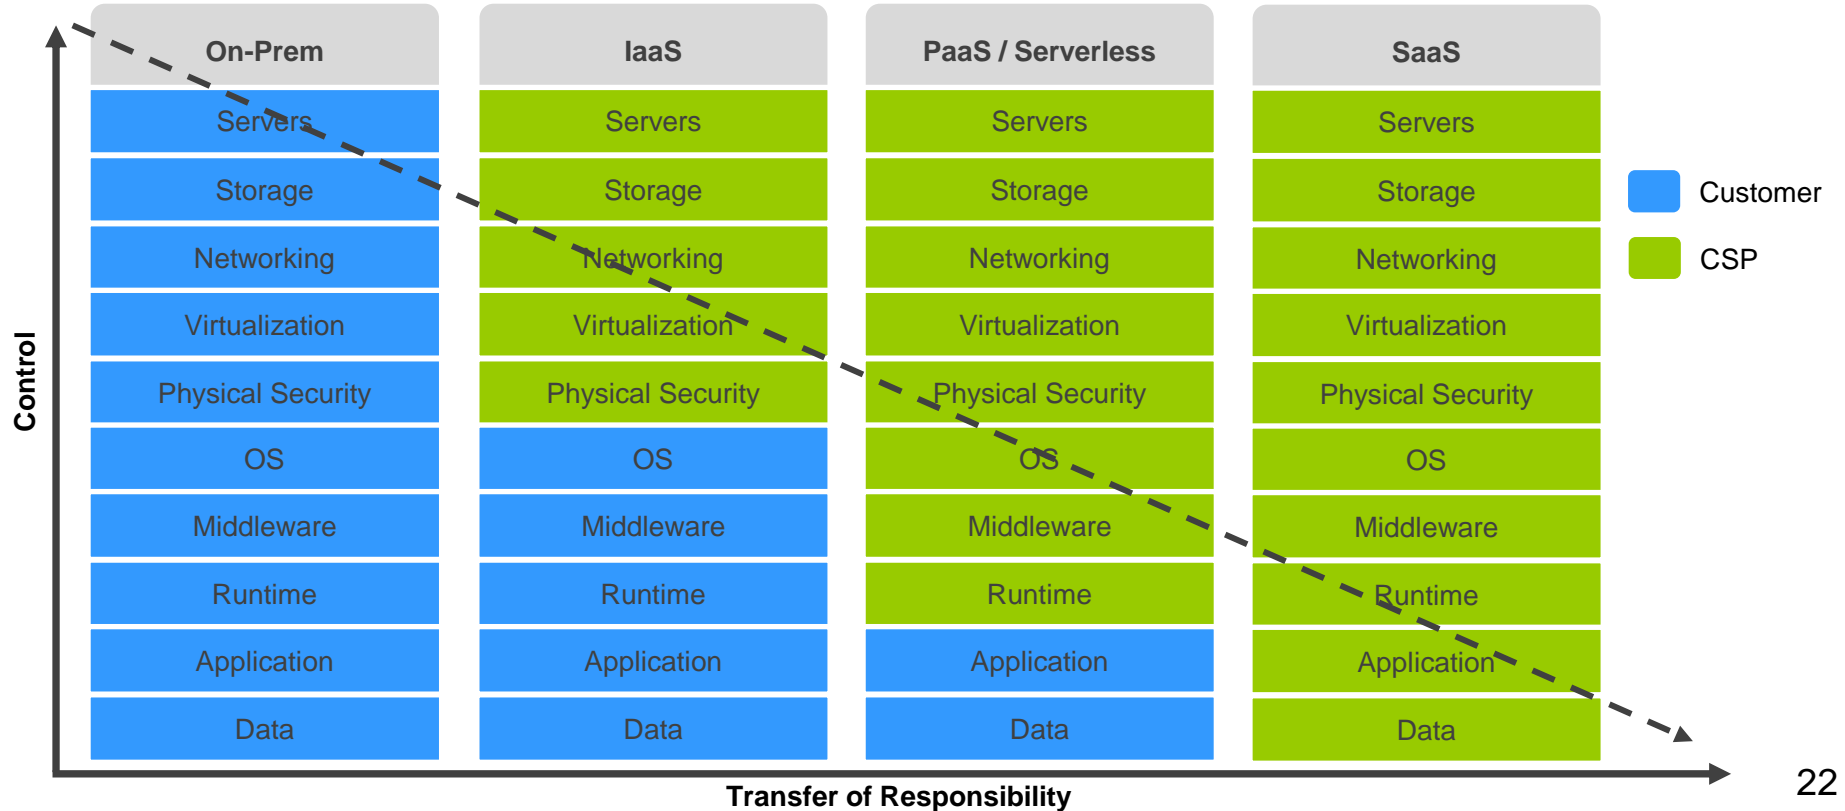 On-Prem
IaaS
PaaS / Serverless
SaaS
Servers
Servers
Servers
Servers
Storage
Storage
Storage
Storage
Networking
Networking
Networking
Networking
Virtualization
Virtualization
Virtualization
Virtualization
Physical Security
Physical Security
Physical Security
Physical Security
OS
OS
OS
OS
Middleware
Middleware
Middleware
Middleware
Runtime
Runtime
Runtime
Runtime
Application
Application
Application
Application
Data
Data
Data
Data
Customer
CSP
Control
Transfer of Responsibility
22